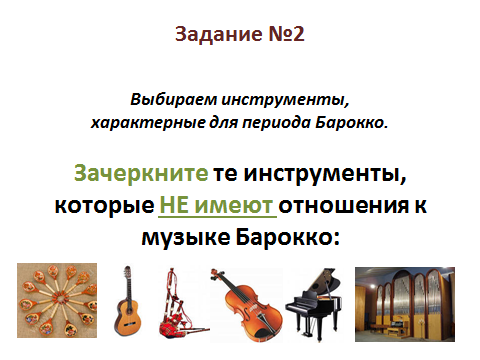 Задание №2
Выбираем инструменты,
характерные для периода Барокко.
Зачеркните те инструменты,
которые НЕ имеют отношения к
музыке Барокко: